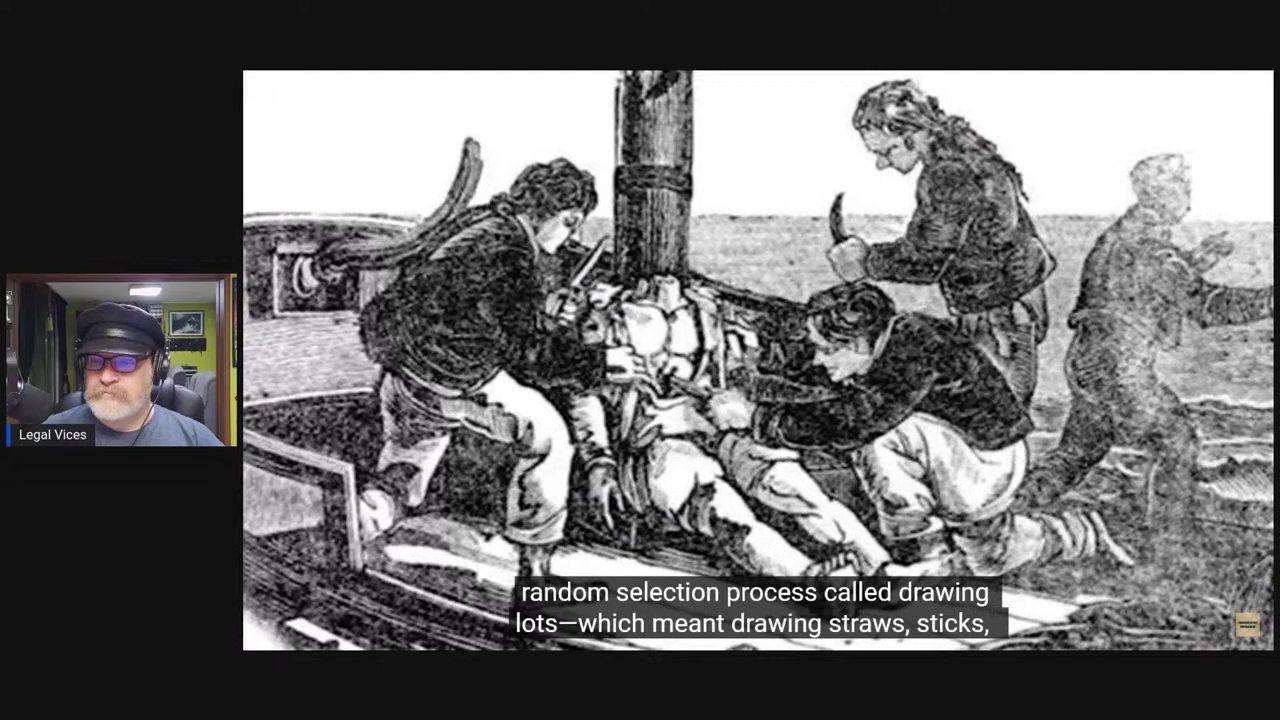 Legal Vices
random selection process called drawing
lots—which meant drawing straws, sticks,